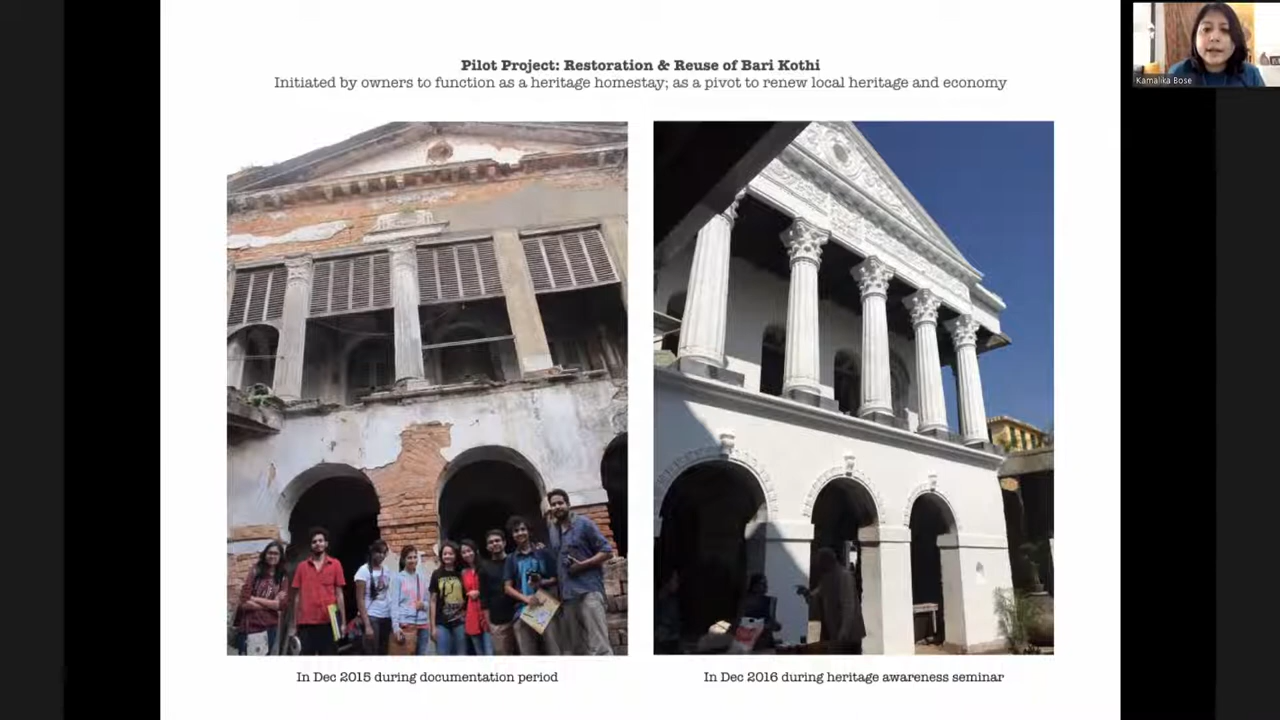 Pilot Project: Restoration & Reuse of Bari Kothi
Initiated by owners to function as a heritage homestay; as a pivot to renew local heritage and economy
Kamalika Bose
In Dec 2015 during documentation period
In Dec 2016 during heritage awareness seminar